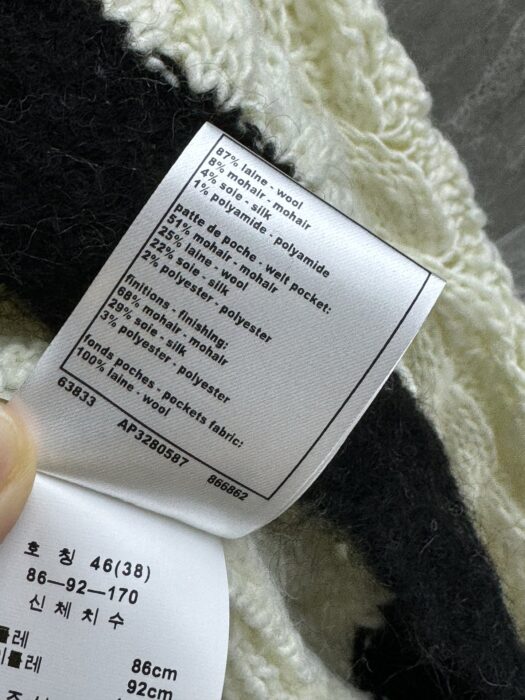 87% laine - wool
8% mohair - mohair
4% soie - silk
1% polyamide - polyamide
patte de poche - welt pocket:
51% mohair - mohair
25% laine - wool
22% soie - silk
2% polyester - polyester
finitions - finishing:
68% mohair - mohair
29% soie - silk
3% polyester - polyester
fonds poches - pockets fabric:
100% laine - wool
63833 AP3280587 866862
호 칭 46(38)
86—92—170
신 체 치 수
86cm
92cm